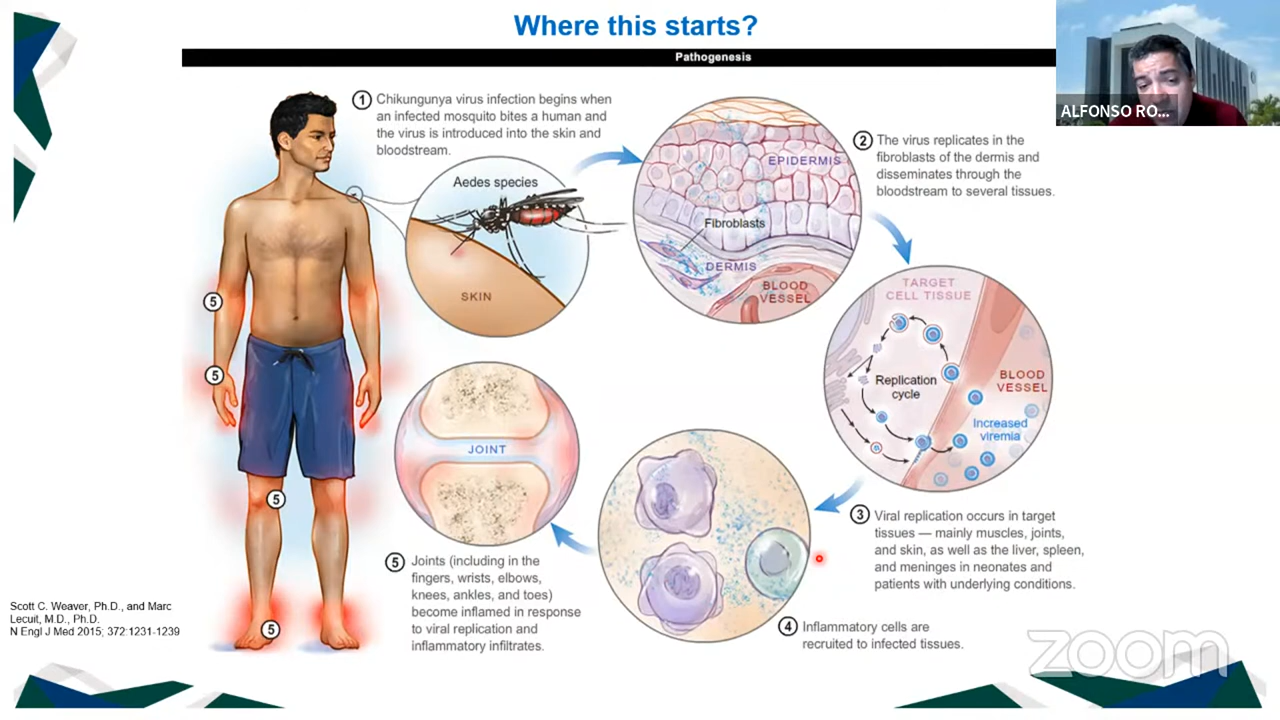 Where this starts?
Pathogenesis
ALFONSO RO...
1 Chikungunya virus infection begins when
an infected mosquito bites a human and
the virus is introduced into the skin and
bloodstream.
Aedes species
SKIN
EPIDERMIS
Fibroblasts
DERMIS
BLOOD
VESSEL
2 The virus replicates in the
fibroblasts of the dermis and
disseminates through the
bloodstream to several tissues.
TARGET
CELL TISSUE
Replication
cycle
BLOOD
VESSEL
Increased
viremia
3 Viral replication occurs in target
tissues — mainly muscles, joints,
and skin, as well as the liver, spleen,
and meninges in neonates and
patients with underlying conditions.
4 Inflammatory cells are
recruited to infected tissues.
JOINT
5 Joints (including in the
fingers, wrists, elbows,
knees, ankles, and toes)
become inflamed in response
to viral replication and
inflammatory infiltrates.
5
5
5
5
Scott C. Weaver, Ph.D., and Marc
Lecuit, M.D., Ph.D.
N Engl J Med 2015; 372:1231-1239
zoom